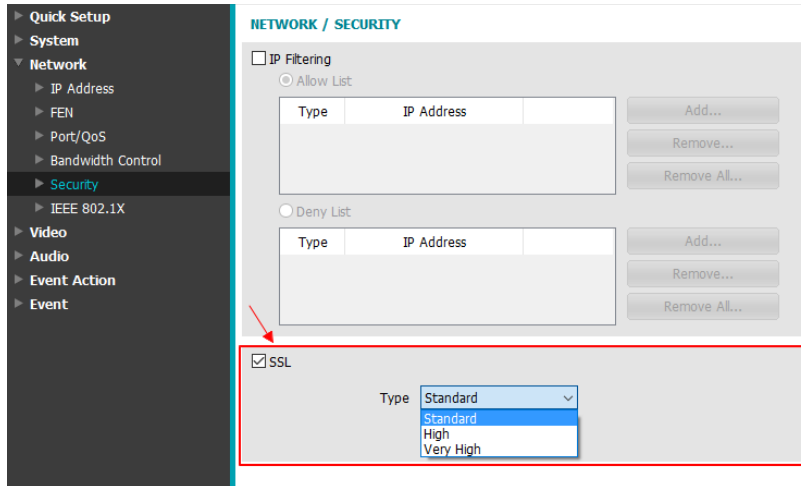 Quick Setup
System
Network
IP Address
FEN
Port/QoS
Bandwidth Control
Security
IEEE 802.1X
Video
Audio
Event Action
Event
NETWORK / SECURITY
IP Filtering
Allow List
Type IP Address
Add...
Remove...
Remove All...
Deny List
Type IP Address
Add...
Remove...
Remove All...
SSL
Type Standard
Standard
High
Very High